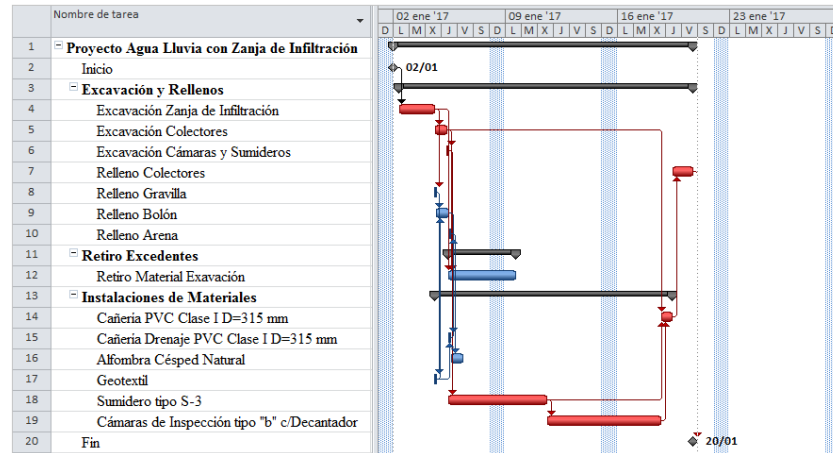 Nombre de tarea
02 ene '17 09 ene '17 16 ene '17 23 ene '17
D L M X J V S D L M X J V S D L M X J V S D L M X J V S D
1 Proyecto Agua Lluvia con Zanja de Infiltración
2 Inicio 02/01
3 Excavación y Rellenos
4 Excavación Zanja de Infiltración
5 Excavación Colectores
6 Excavación Cámaras y Sumideros
7 Relleno Colectores
8 Relleno Gravilla
9 Relleno Bolón
10 Relleno Arena
11 Retiro Excedentes
12 Retiro Material Exavación
13 Instalaciones de Materiales
14 Cañería PVC Clase I D=315 mm
15 Cañería Drenaje PVC Clase I D=315 mm
16 Alfombra Césped Natural
17 Geotextil
18 Sumidero tipo S-3
19 Cámaras de Inspección tipo "b" c/Decantador
20 Fin 20/01